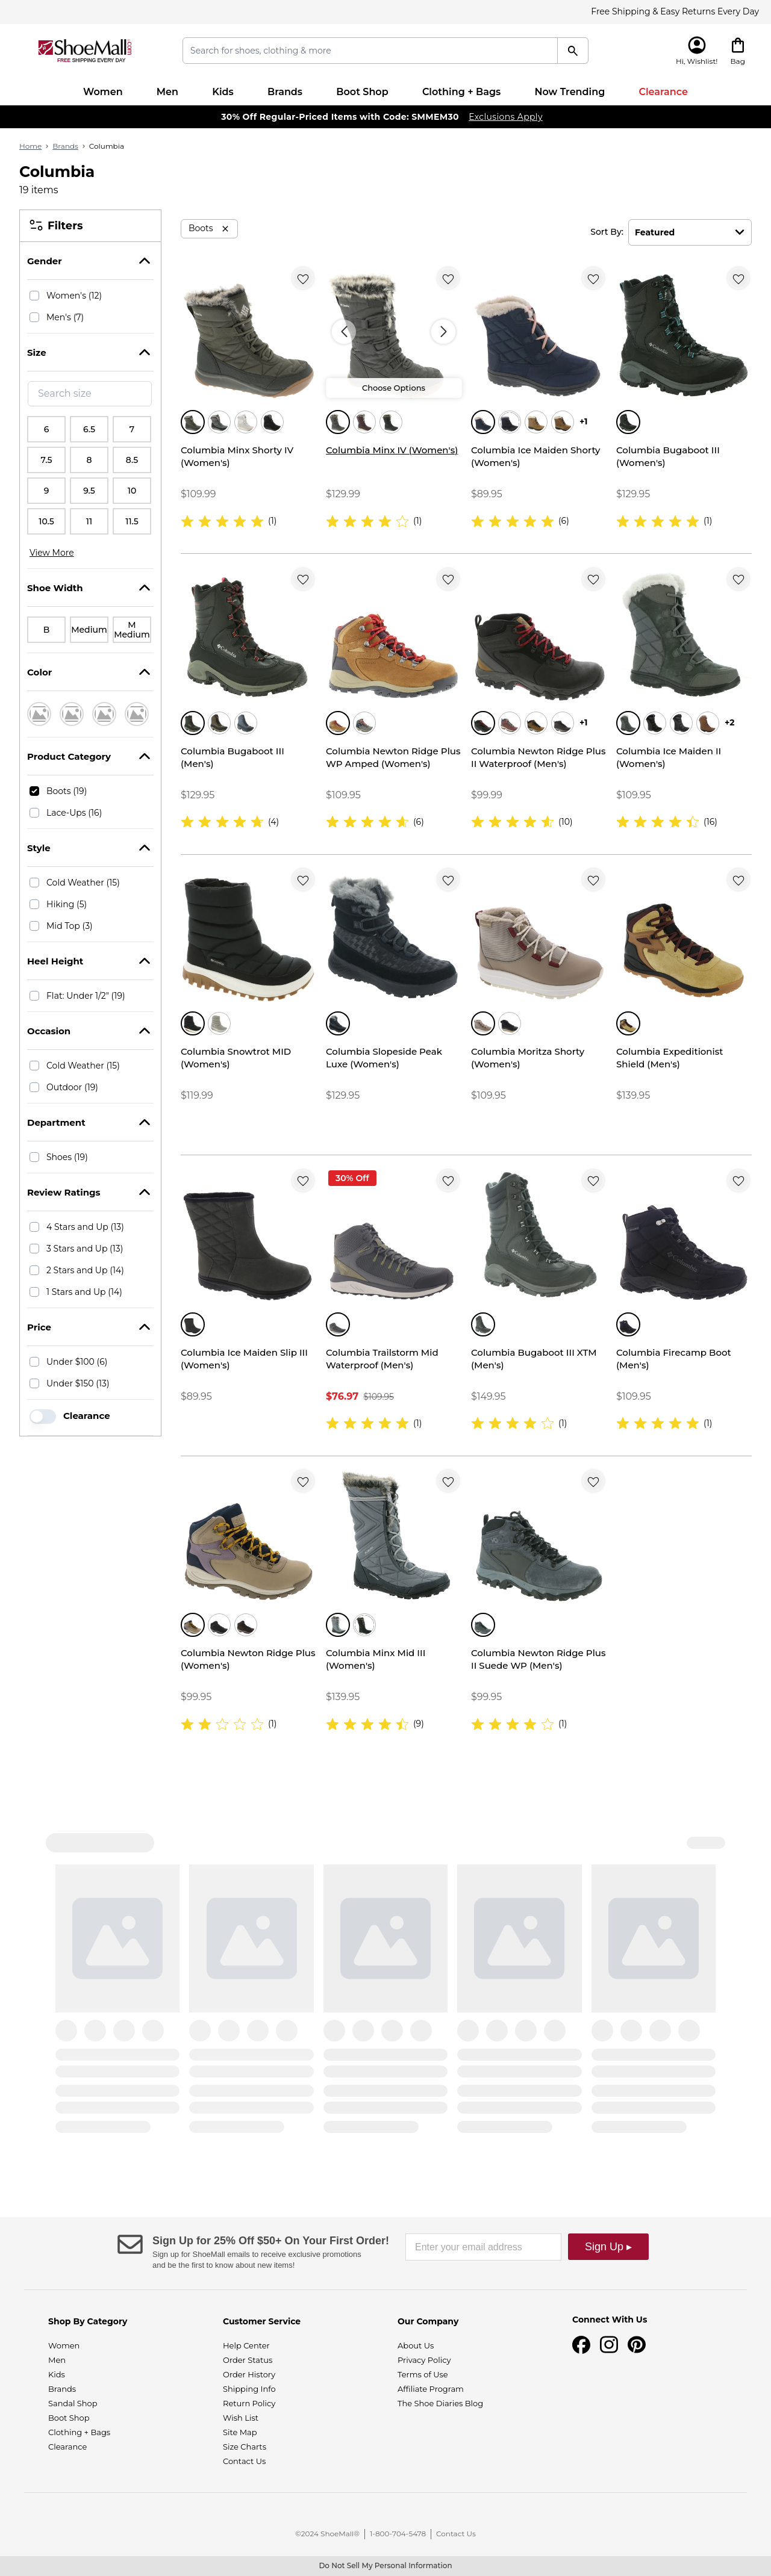 Free Shipping & Easy Returns Every Day
ShoeMall.com
FREE SHIPPING EVERY DAY
Search for shoes, clothing & more
Hi, Wishlist!
Bag
Women
Men
Kids
Brands
Boot Shop
Clothing + Bags
Now Trending
Clearance
30% Off Regular-Priced Items with Code: SMMEM30 Exclusions Apply
Home > Brands > Columbia
Columbia
19 items
Filters
Gender
Women's (12)
Men's (7)
Size
Search size
6
6.5
7
7.5
8
8.5
9
9.5
10
10.5
11
11.5
View More
Shoe Width
B
Medium
M
Medium
Color
Product Category
Boots (19)
Lace-Ups (16)
Style
Cold Weather (15)
Hiking (5)
Mid Top (3)
Heel Height
Flat: Under 1/2" (19)
Occasion
Cold Weather (15)
Outdoor (19)
Department
Shoes (19)
Review Ratings
4 Stars and Up (13)
3 Stars and Up (13)
2 Stars and Up (14)
1 Stars and Up (14)
Price
Under $100 (6)
Under $150 (13)
Clearance
Boots ×
Sort By: Featured
Columbia Minx Shorty IV
(Women's)
$109.99
(1)
Choose Options
Columbia Minx IV (Women's)
$129.99
(1)
+1
Columbia Ice Maiden Shorty
(Women's)
$89.95
(6)
Columbia Bugaboot III
(Women's)
$129.95
(1)
Columbia Bugaboot III
(Men's)
$129.95
(4)
Columbia Newton Ridge Plus
WP Amped (Women's)
$109.95
(6)
+1
Columbia Newton Ridge Plus
II Waterproof (Men's)
$99.99
(10)
+2
Columbia Ice Maiden II
(Women's)
$109.95
(16)
Columbia Snowtrot MID
(Women's)
$119.99
Columbia Slopeside Peak
Luxe (Women's)
$129.95
Columbia Moritza Shorty
(Women's)
$109.95
Columbia Expeditionist
Shield (Men's)
$139.95
Columbia Ice Maiden Slip III
(Women's)
$89.95
30% Off
Columbia Trailstorm Mid
Waterproof (Men's)
$76.97 $109.95
(1)
Columbia Bugaboot III XTM
(Men's)
$149.95
(1)
Columbia Firecamp Boot
(Men's)
$109.95
(1)
Columbia Newton Ridge Plus
(Women's)
$99.95
(1)
Columbia Minx Mid III
(Women's)
$139.95
(9)
Columbia Newton Ridge Plus
II Suede WP (Men's)
$99.95
(1)
Sign Up for 25% Off $50+ On Your First Order!
Sign up for ShoeMall emails to receive exclusive promotions
and be the first to know about new items!
Enter your email address
Sign Up ▸
Shop By Category
Women
Men
Kids
Brands
Sandal Shop
Boot Shop
Clothing + Bags
Clearance
Customer Service
Help Center
Order Status
Order History
Shipping Info
Return Policy
Wish List
Site Map
Size Charts
Contact Us
Our Company
About Us
Privacy Policy
Terms of Use
Affiliate Program
The Shoe Diaries Blog
Connect With Us
©2024 ShoeMall® | 1-800-704-5478 | Contact Us
Do Not Sell My Personal Information